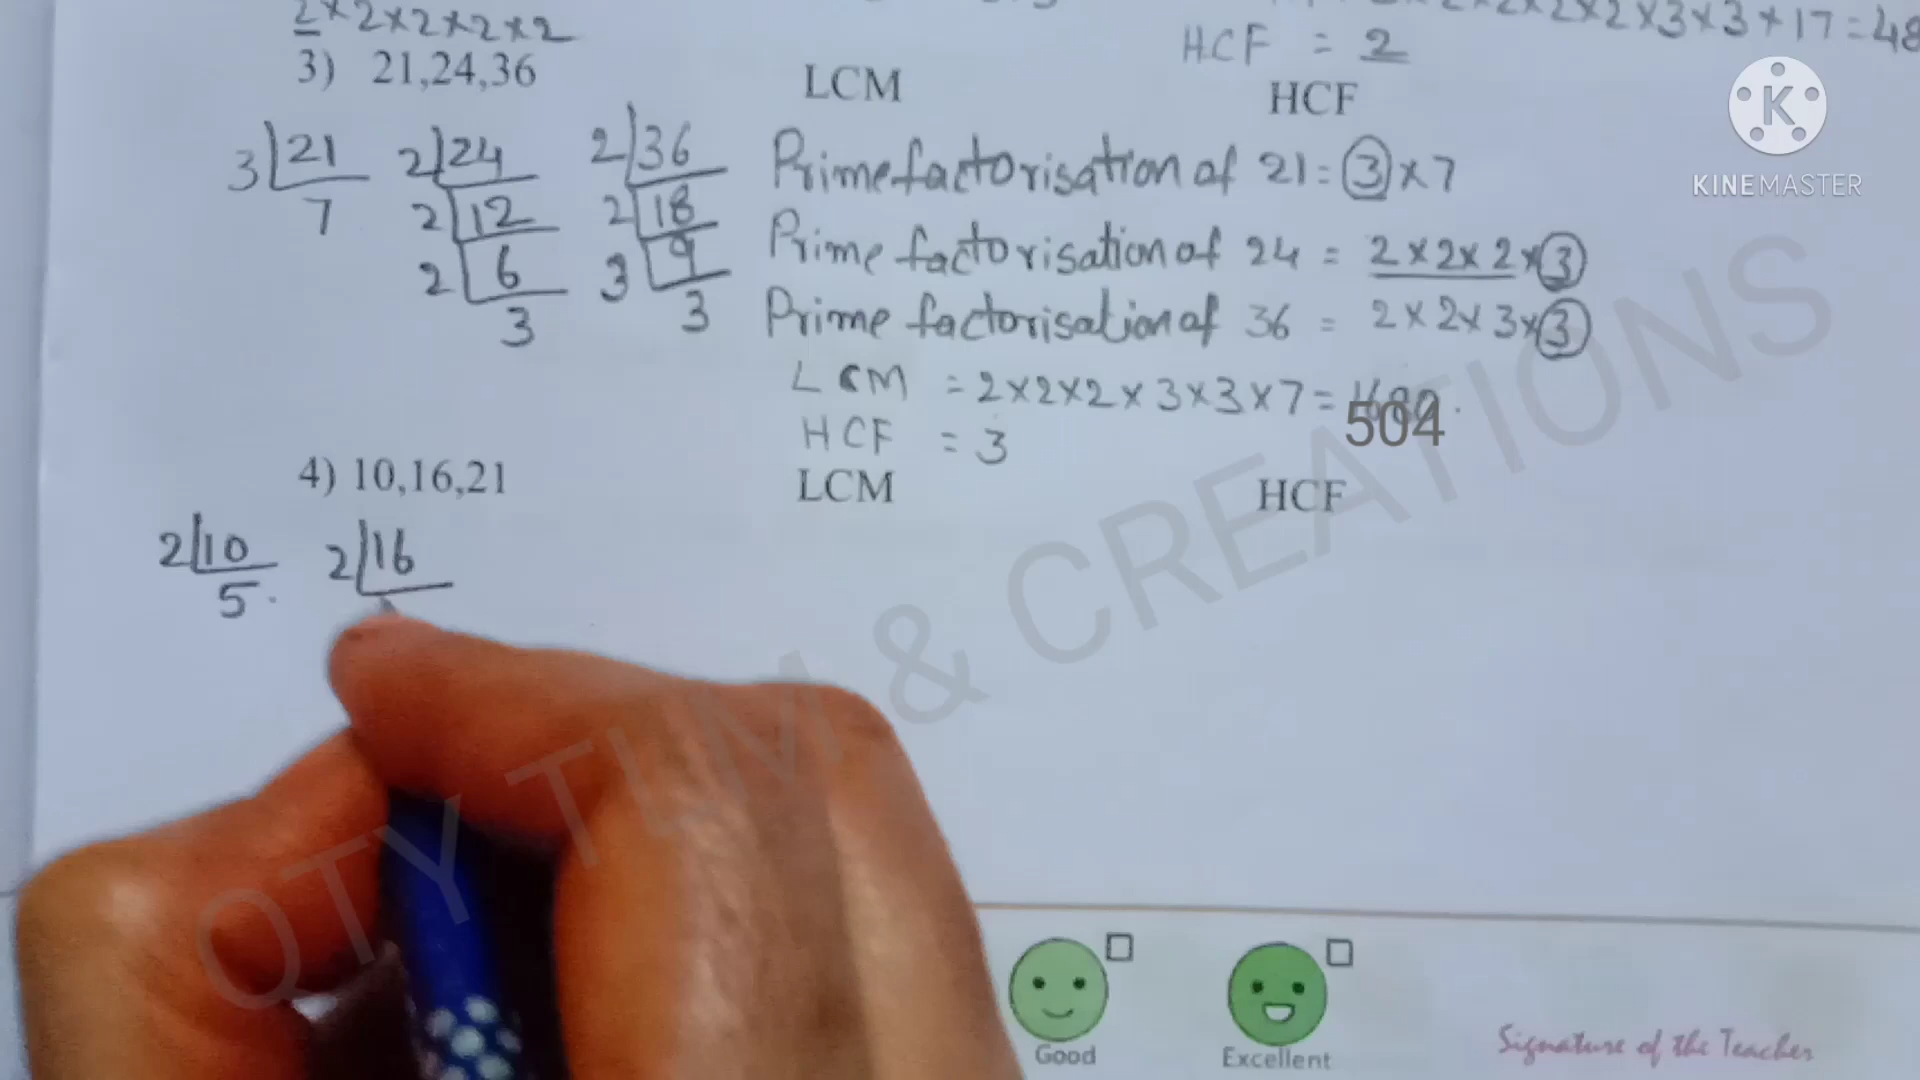 2×2×2×2×2
2×2×2×2×3×3×17=48
HCF = 2
3) 21,24,36
LCM
HCF
3 21
7
2 24
2 12
2 6
3
2 36
2 18
3 9
3
Prime factorisation of 21 = 3 × 7
Prime factorisation of 24 = 2 × 2 × 2 × 3
Prime factorisation of 36 = 2 × 2 × 3 × 3
LCM = 2×2×2×3×3×7 = 504
HCF = 3
4) 10,16,21
LCM
HCF
2 10
5
2 16
Good
Excellent
Signature of the Teacher
K
KINEMASTER
QTY TLM & CREATIONS